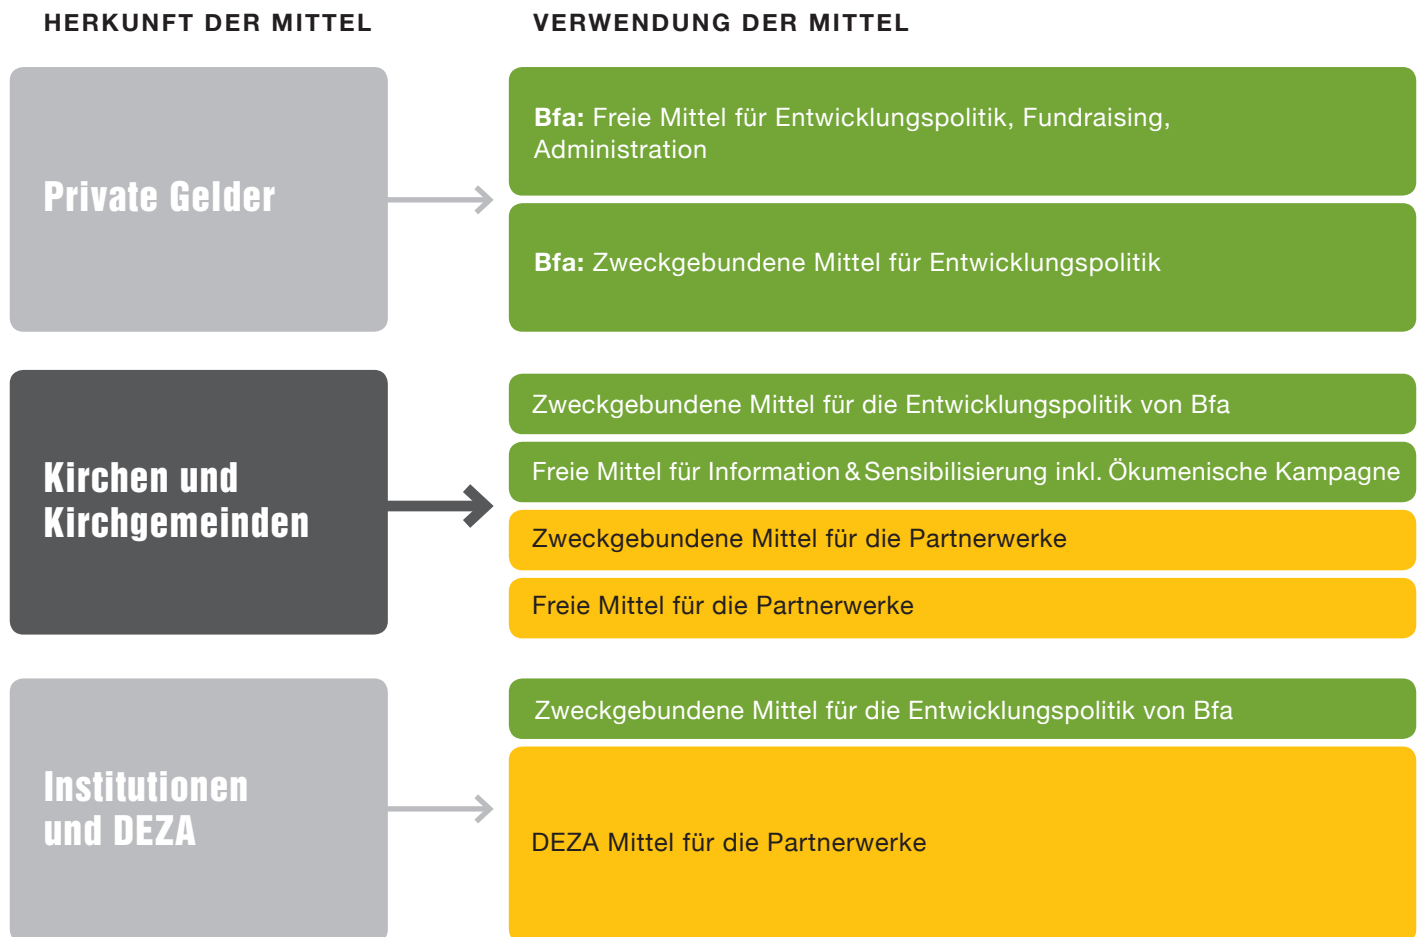 HERKUNFT DER MITTEL
VERWENDUNG DER MITTEL
Private Gelder
Bfa: Freie Mittel für Entwicklungspolitik, Fundraising,
Administration
Bfa: Zweckgebundene Mittel für Entwicklungspolitik
Kirchen und
Kirchgemeinden
Zweckgebundene Mittel für die Entwicklungspolitik von Bfa
Freie Mittel für Information & Sensibilisierung inkl. Ökumenische Kampagne
Zweckgebundene Mittel für die Partnerwerke
Freie Mittel für die Partnerwerke
Institutionen
und DEZA
Zweckgebundene Mittel für die Entwicklungspolitik von Bfa
DEZA Mittel für die Partnerwerke